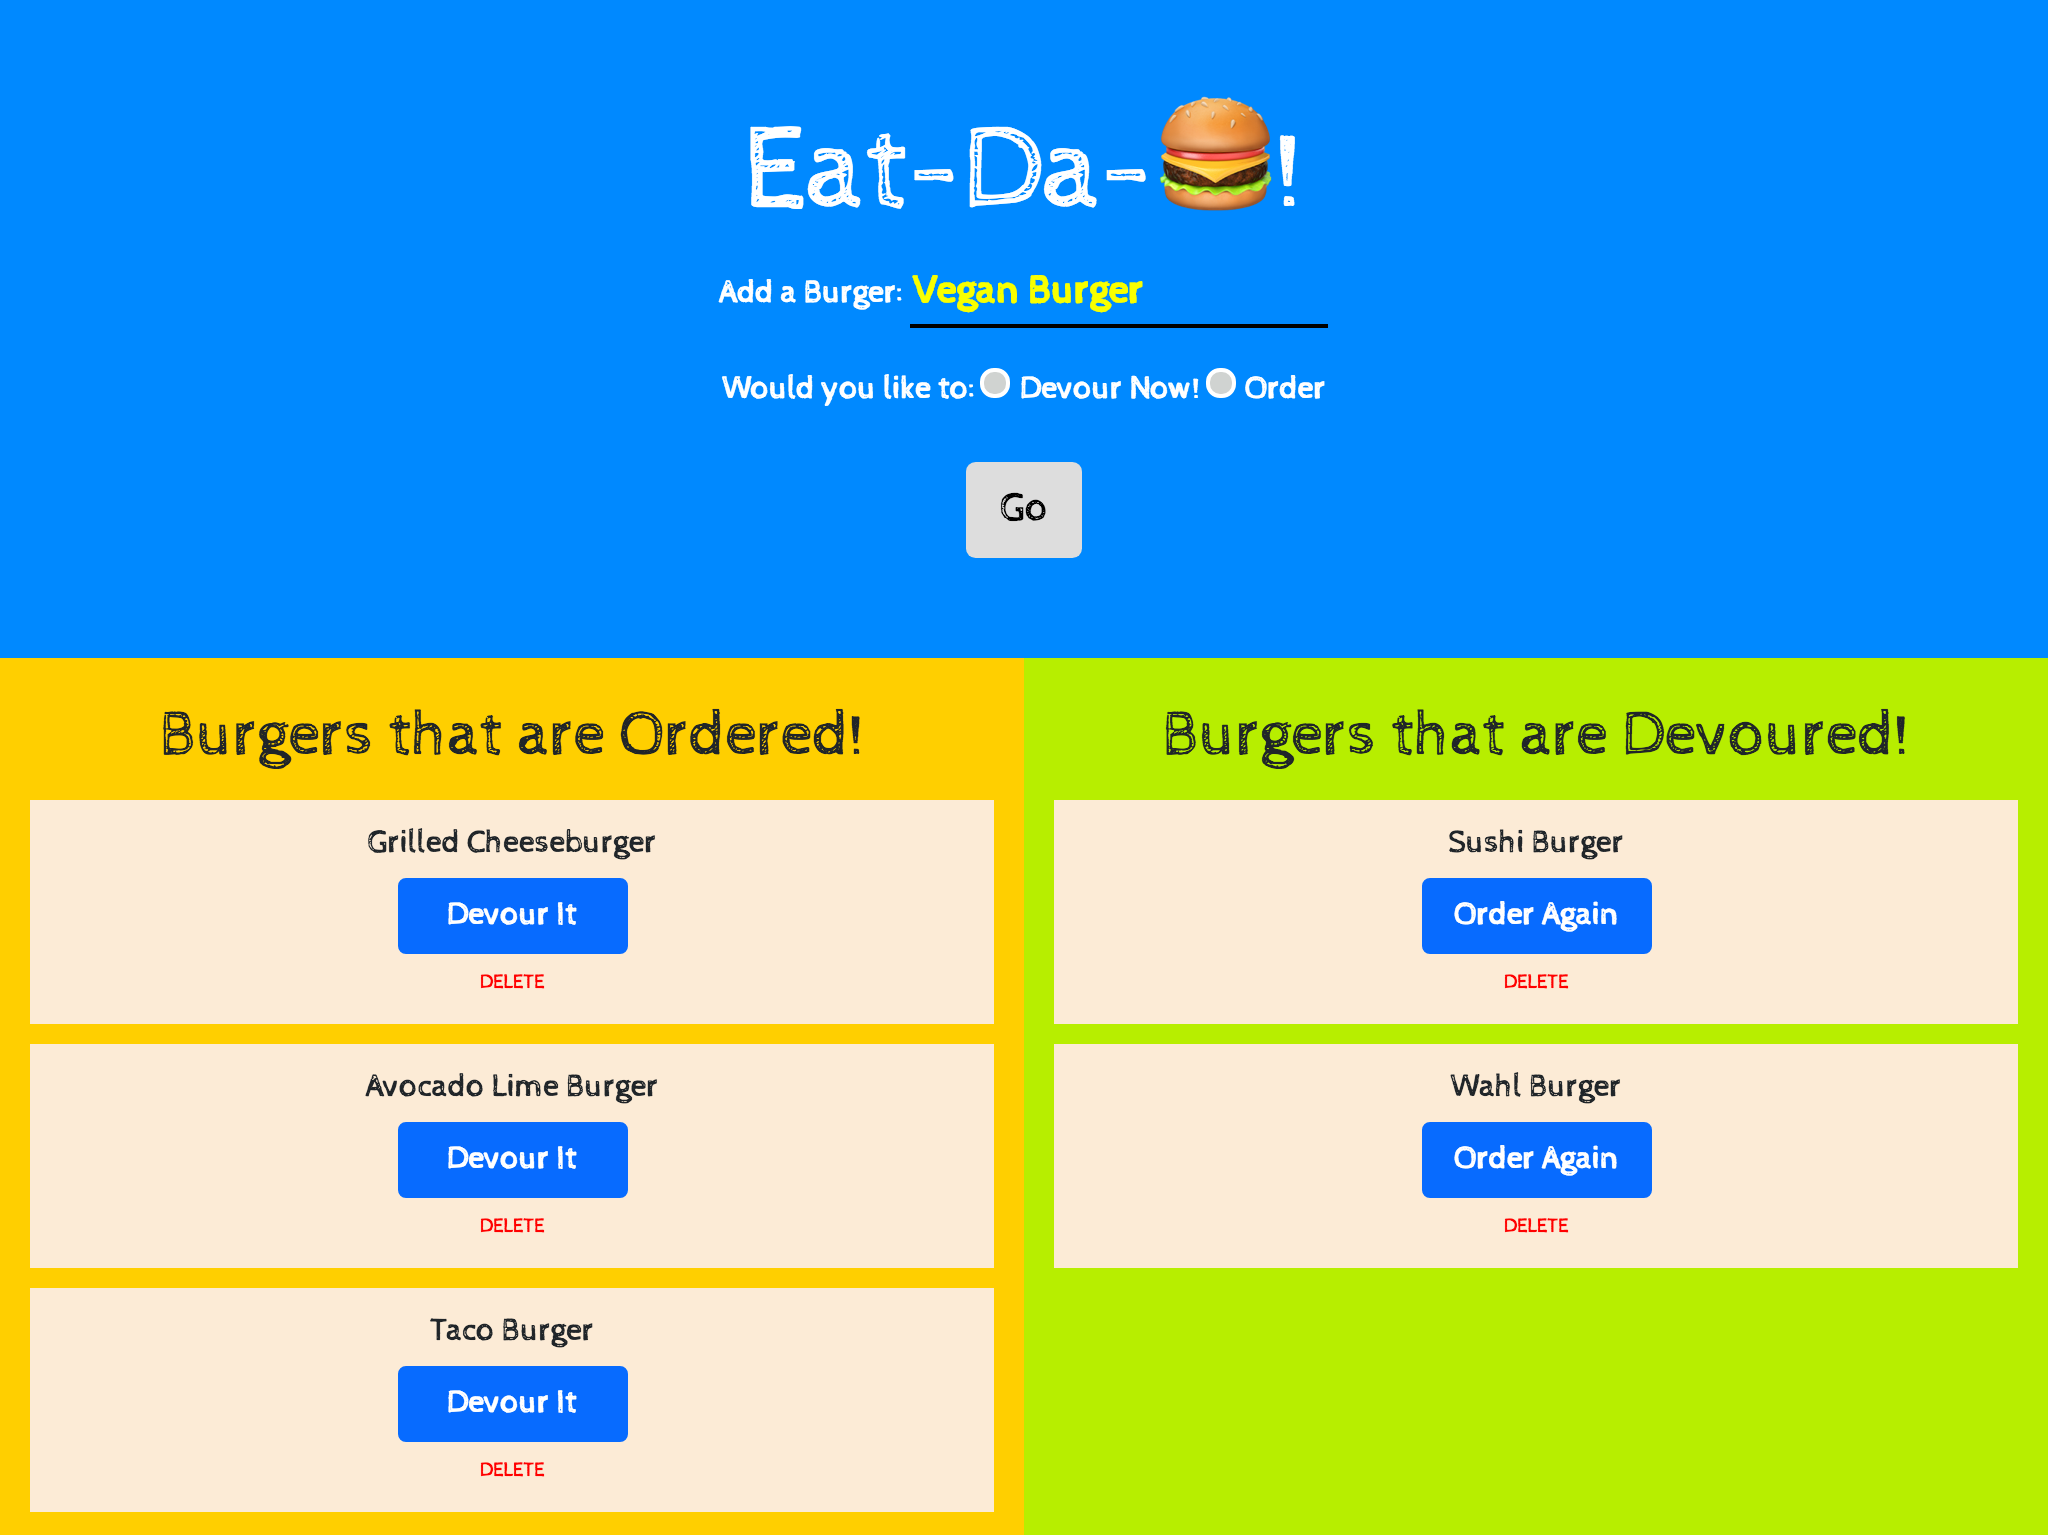 Eat-Da-🍔!
Add a Burger: Vegan Burger
Would you like to: Devour Now! Order
Go
Burgers that are Ordered!
Grilled Cheeseburger
Devour It
DELETE
Avocado Lime Burger
Devour It
DELETE
Taco Burger
Devour It
DELETE
Burgers that are Devoured!
Sushi Burger
Order Again
DELETE
Wahl Burger
Order Again
DELETE